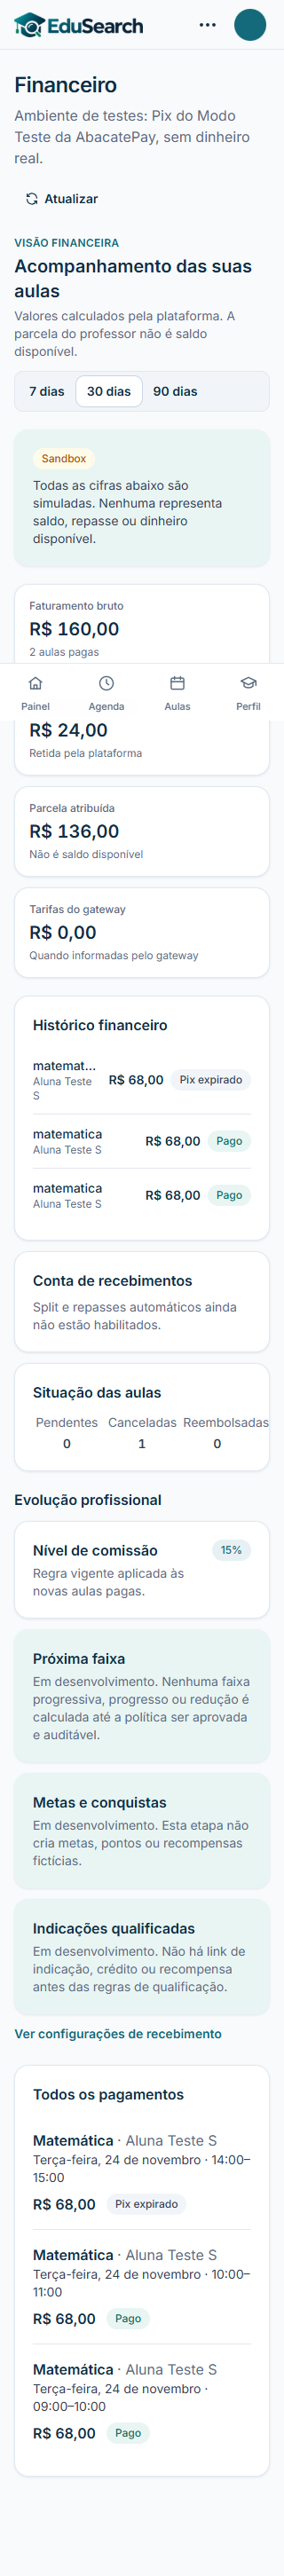 EduSearch
Financeiro
Ambiente de testes: Pix do Modo
Teste da AbacatePay, sem dinheiro
real.
Atualizar
VISÃO FINANCEIRA
Acompanhamento das suas
aulas
Valores calculados pela plataforma. A
parcela do professor não é saldo
disponível.
7 dias 30 dias 90 dias
Sandbox
Todas as cifras abaixo são
simuladas. Nenhuma representa
saldo, repasse ou dinheiro
disponível.
Faturamento bruto
R$ 160,00
2 aulas pagas
Painel Agenda Aulas Perfil
R$ 24,00
Retida pela plataforma
Parcela atribuída
R$ 136,00
Não é saldo disponível
Tarifas do gateway
R$ 0,00
Quando informadas pelo gateway
Histórico financeiro
matemat... R$ 68,00 Pix expirado
Aluna Teste
S
matematica R$ 68,00 Pago
Aluna Teste S
matematica R$ 68,00 Pago
Aluna Teste S
Conta de recebimentos
Split e repasses automáticos ainda
não estão habilitados.
Situação das aulas
Pendentes Canceladas Reembolsadas
0 1 0
Evolução profissional
Nível de comissão 15%
Regra vigente aplicada às
novas aulas pagas.
Próxima faixa
Em desenvolvimento. Nenhuma faixa
progressiva, progresso ou redução é
calculada até a política ser aprovada
e auditável.
Metas e conquistas
Em desenvolvimento. Esta etapa não
cria metas, pontos ou recompensas
fictícias.
Indicações qualificadas
Em desenvolvimento. Não há link de
indicação, crédito ou recompensa
antes das regras de qualificação.
Ver configurações de recebimento
Todos os pagamentos
Matemática · Aluna Teste S
Terça-feira, 24 de novembro · 14:00–
15:00
R$ 68,00 Pix expirado
Matemática · Aluna Teste S
Terça-feira, 24 de novembro · 10:00–
11:00
R$ 68,00 Pago
Matemática · Aluna Teste S
Terça-feira, 24 de novembro ·
09:00–10:00
R$ 68,00 Pago